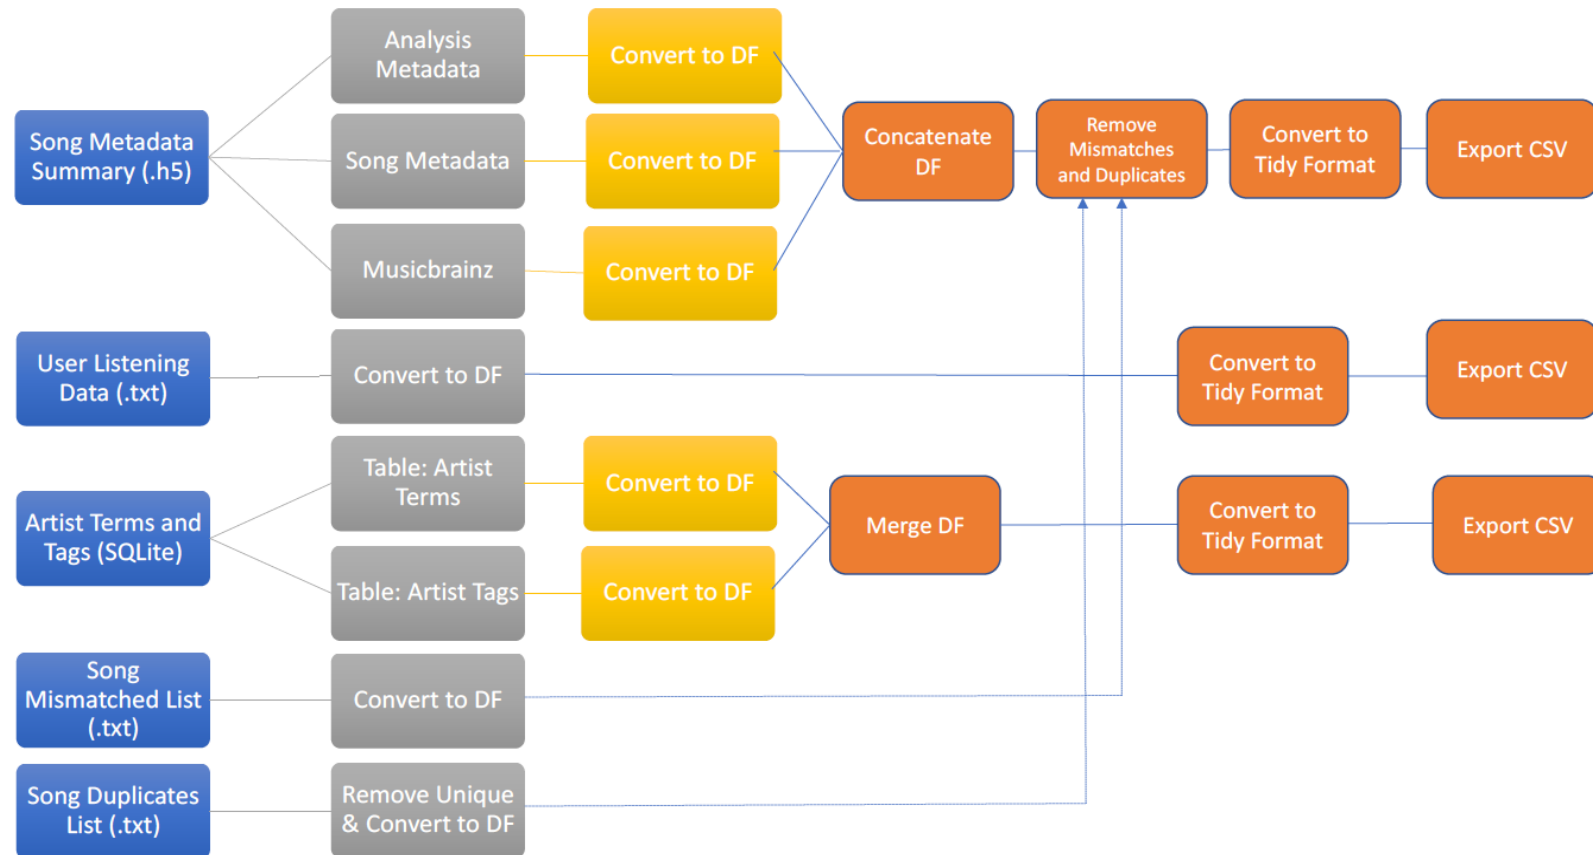 Song Metadata
Summary (.h5)
Analysis
Metadata
Convert to DF
Song Metadata
Convert to DF
Musicbrainz
Convert to DF
Concatenate
DF
Remove
Mismatches
and Duplicates
Convert to
Tidy Format
Export CSV
User Listening
Data (.txt)
Convert to DF
Convert to
Tidy Format
Export CSV
Artist Terms and
Tags (SQLite)
Table: Artist
Terms
Convert to DF
Table: Artist Tags
Convert to DF
Merge DF
Convert to
Tidy Format
Export CSV
Song
Mismatched List
(.txt)
Convert to DF
Song Duplicates
List (.txt)
Remove Unique
& Convert to DF